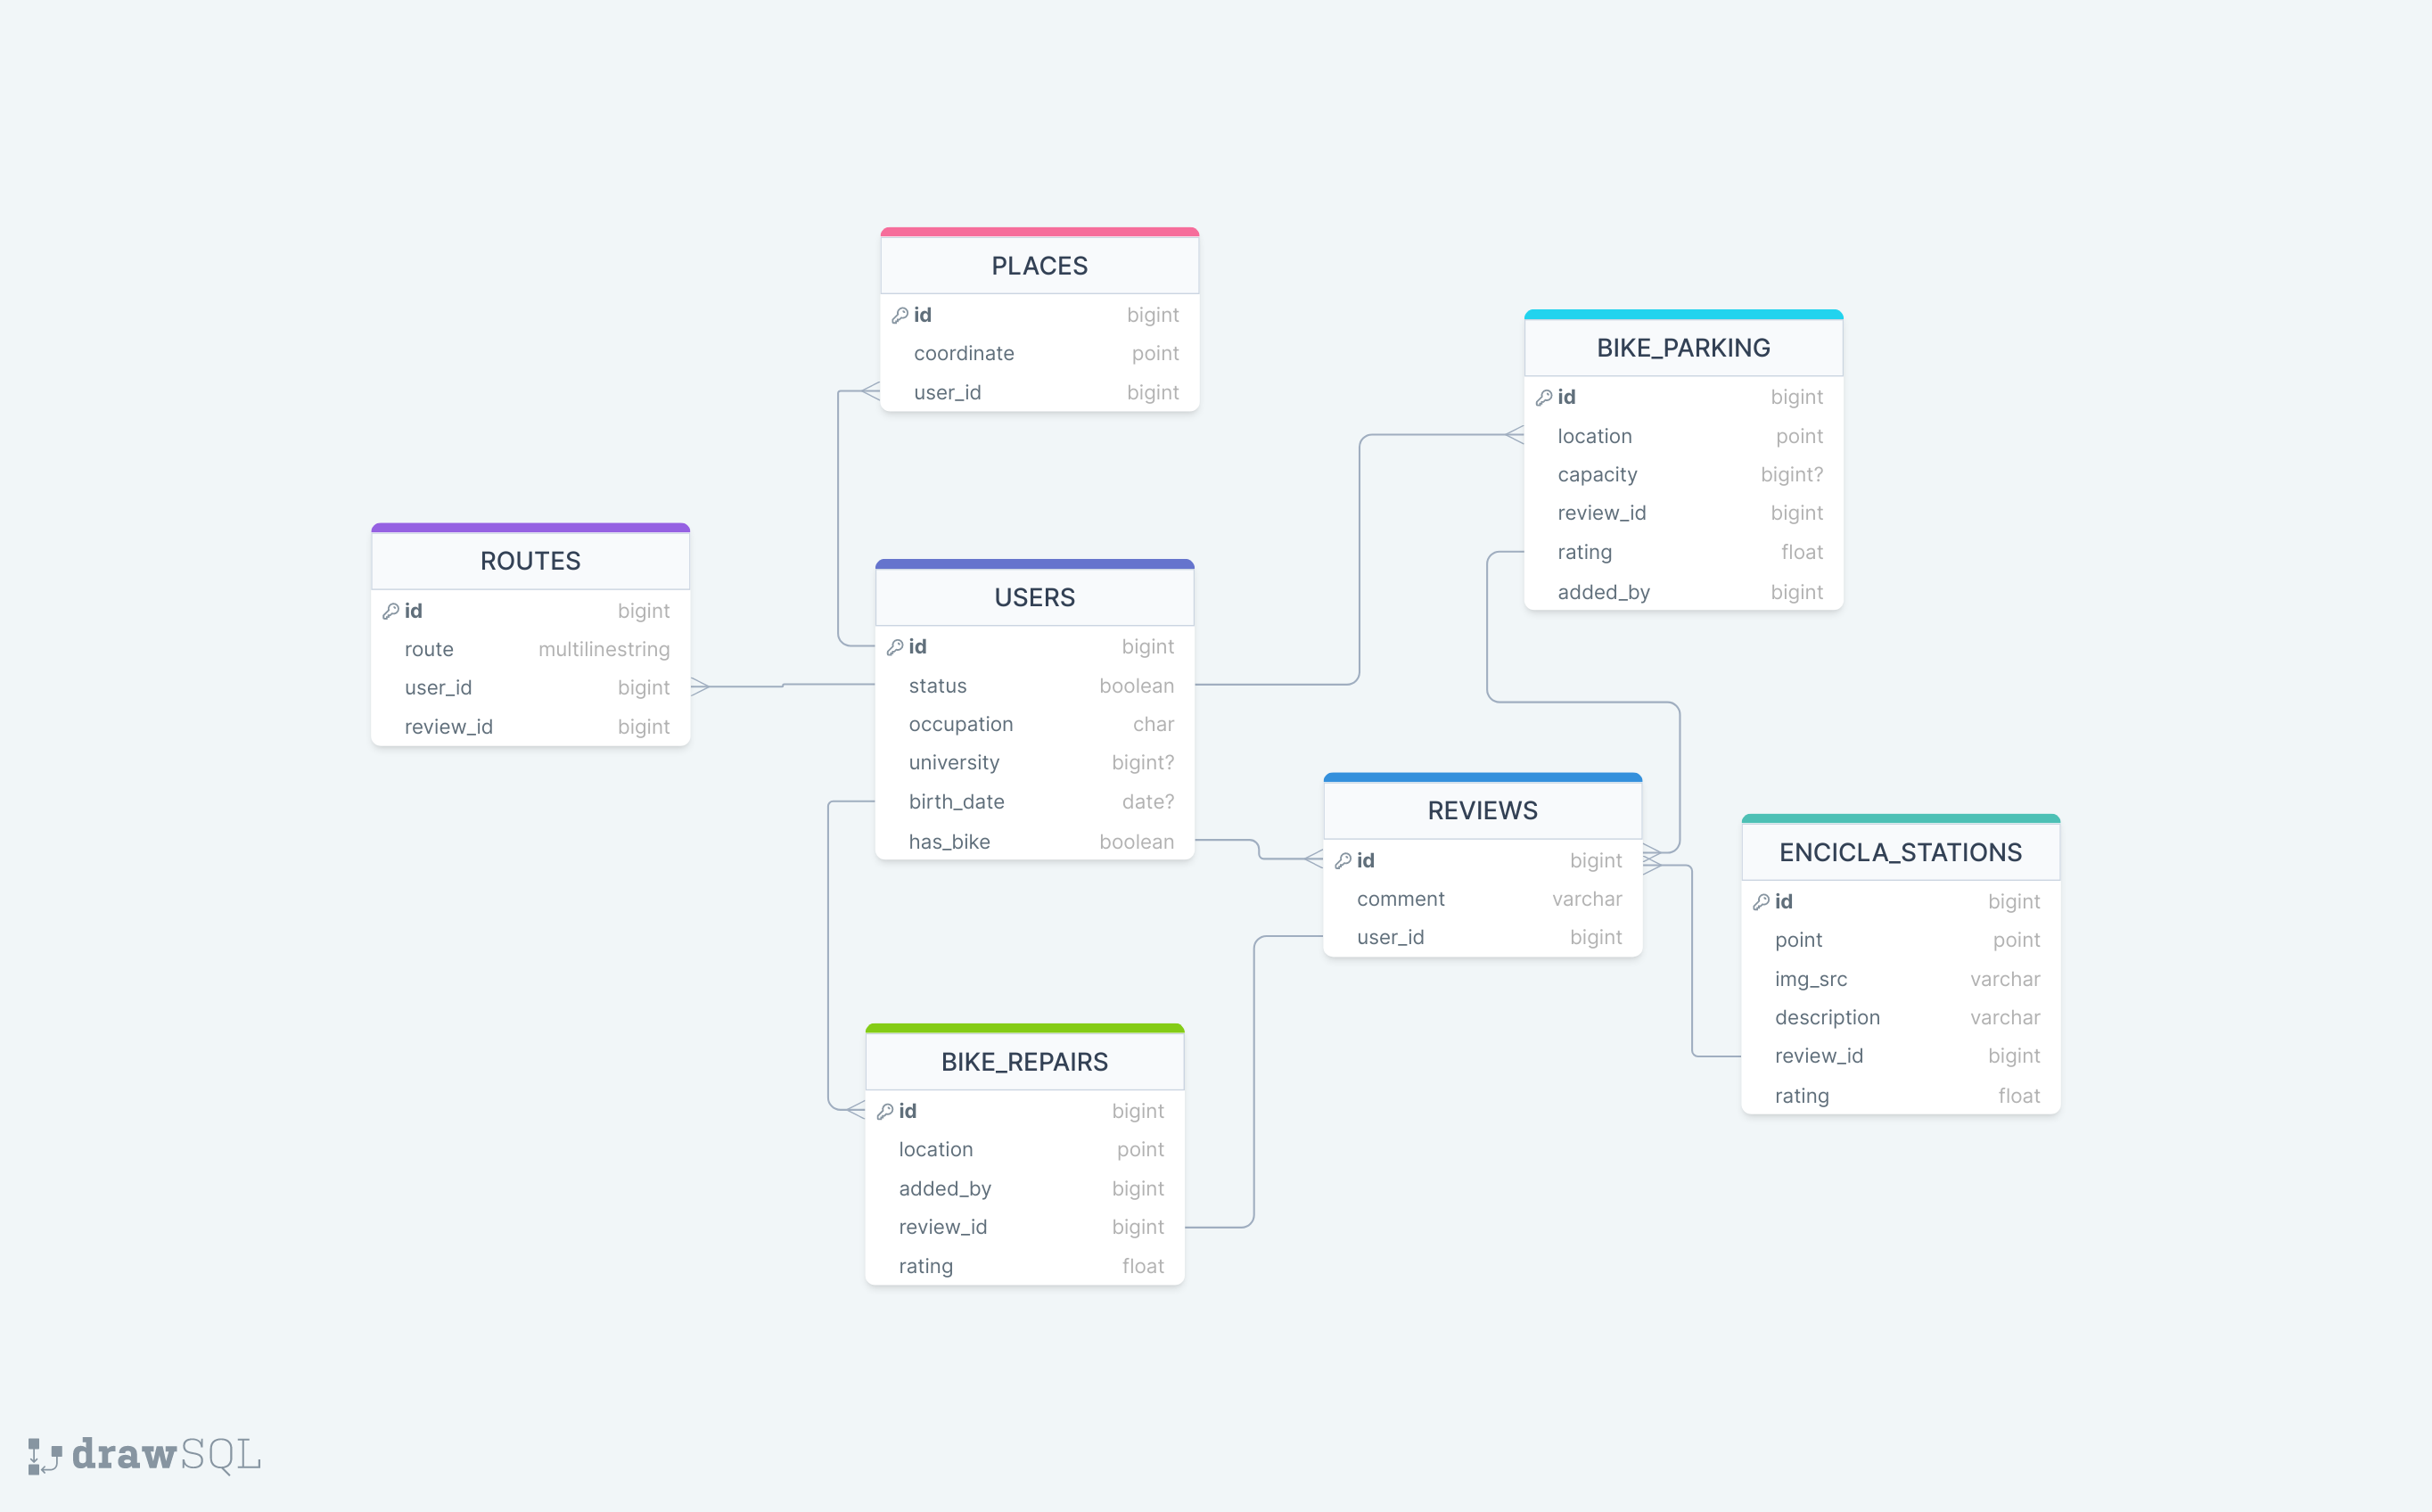 PLACES
id bigint
coordinate point
user_id bigint
BIKE_PARKING
id bigint
location point
capacity bigint?
review_id bigint
rating float
added_by bigint
ROUTES
id bigint
route multilinestring
user_id bigint
review_id bigint
USERS
id bigint
status boolean
occupation char
university bigint?
birth_date date?
has_bike boolean
REVIEWS
id bigint
comment varchar
user_id bigint
ENCICLA_STATIONS
id bigint
point point
img_src varchar
description varchar
review_id bigint
rating float
BIKE_REPAIRS
id bigint
location point
added_by bigint
review_id bigint
rating float
drawSQL